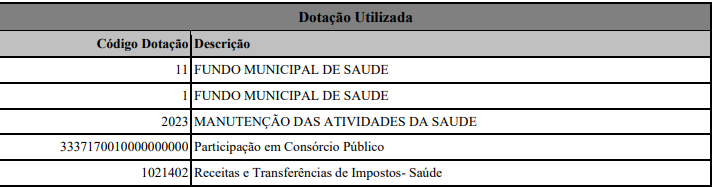 Dotação Utilizada
Código Dotação Descrição
11 FUNDO MUNICIPAL DE SAUDE
1 FUNDO MUNICIPAL DE SAUDE
2023 MANUTENÇÃO DAS ATIVIDADES DA SAUDE
3337170010000000000 Participação em Consórcio Público
1021402 Receitas e Transferências de Impostos- Saúde